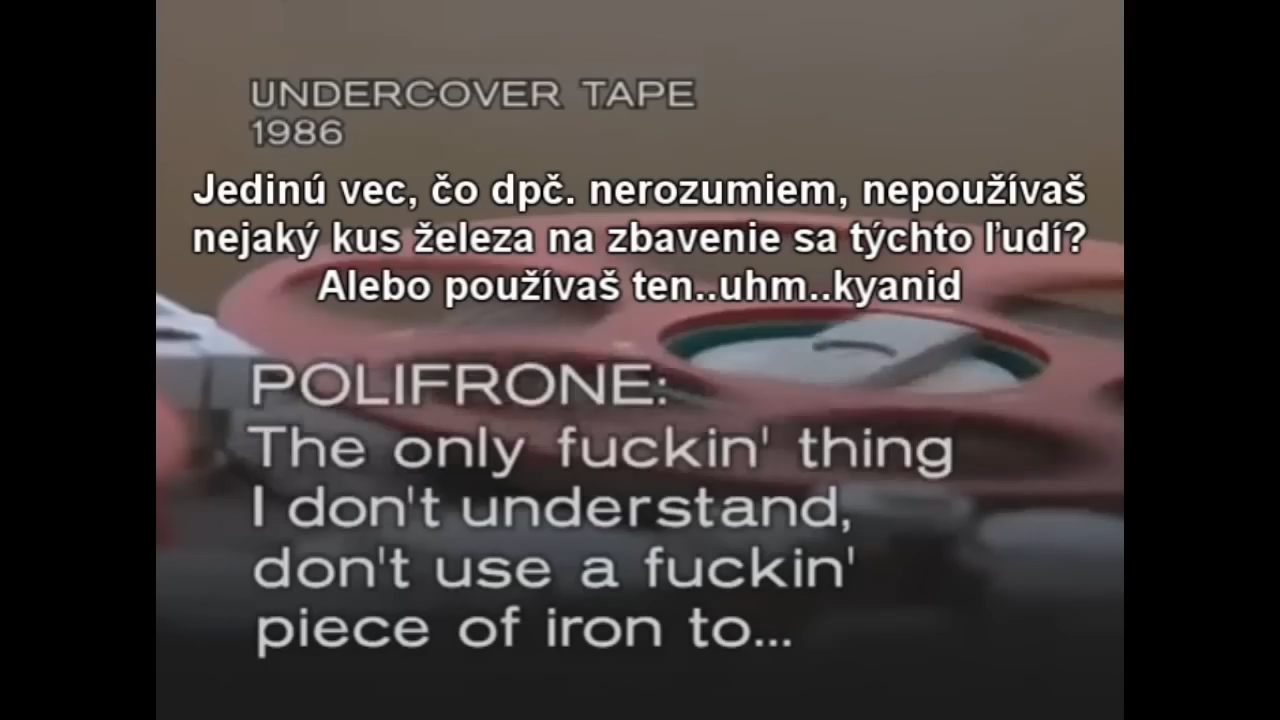 UNDERCOVER TAPE
1986
Jedinú vec, čo dpč. nerozumiem, nepoužívaš
nejaký kus železa na zbavenie sa týchto ľudí?
Alebo používaš ten..uhm..kyanid
POLIFRONE:
The only fuckin' thing
I don't understand,
don't use a fuckin'
piece of iron to...